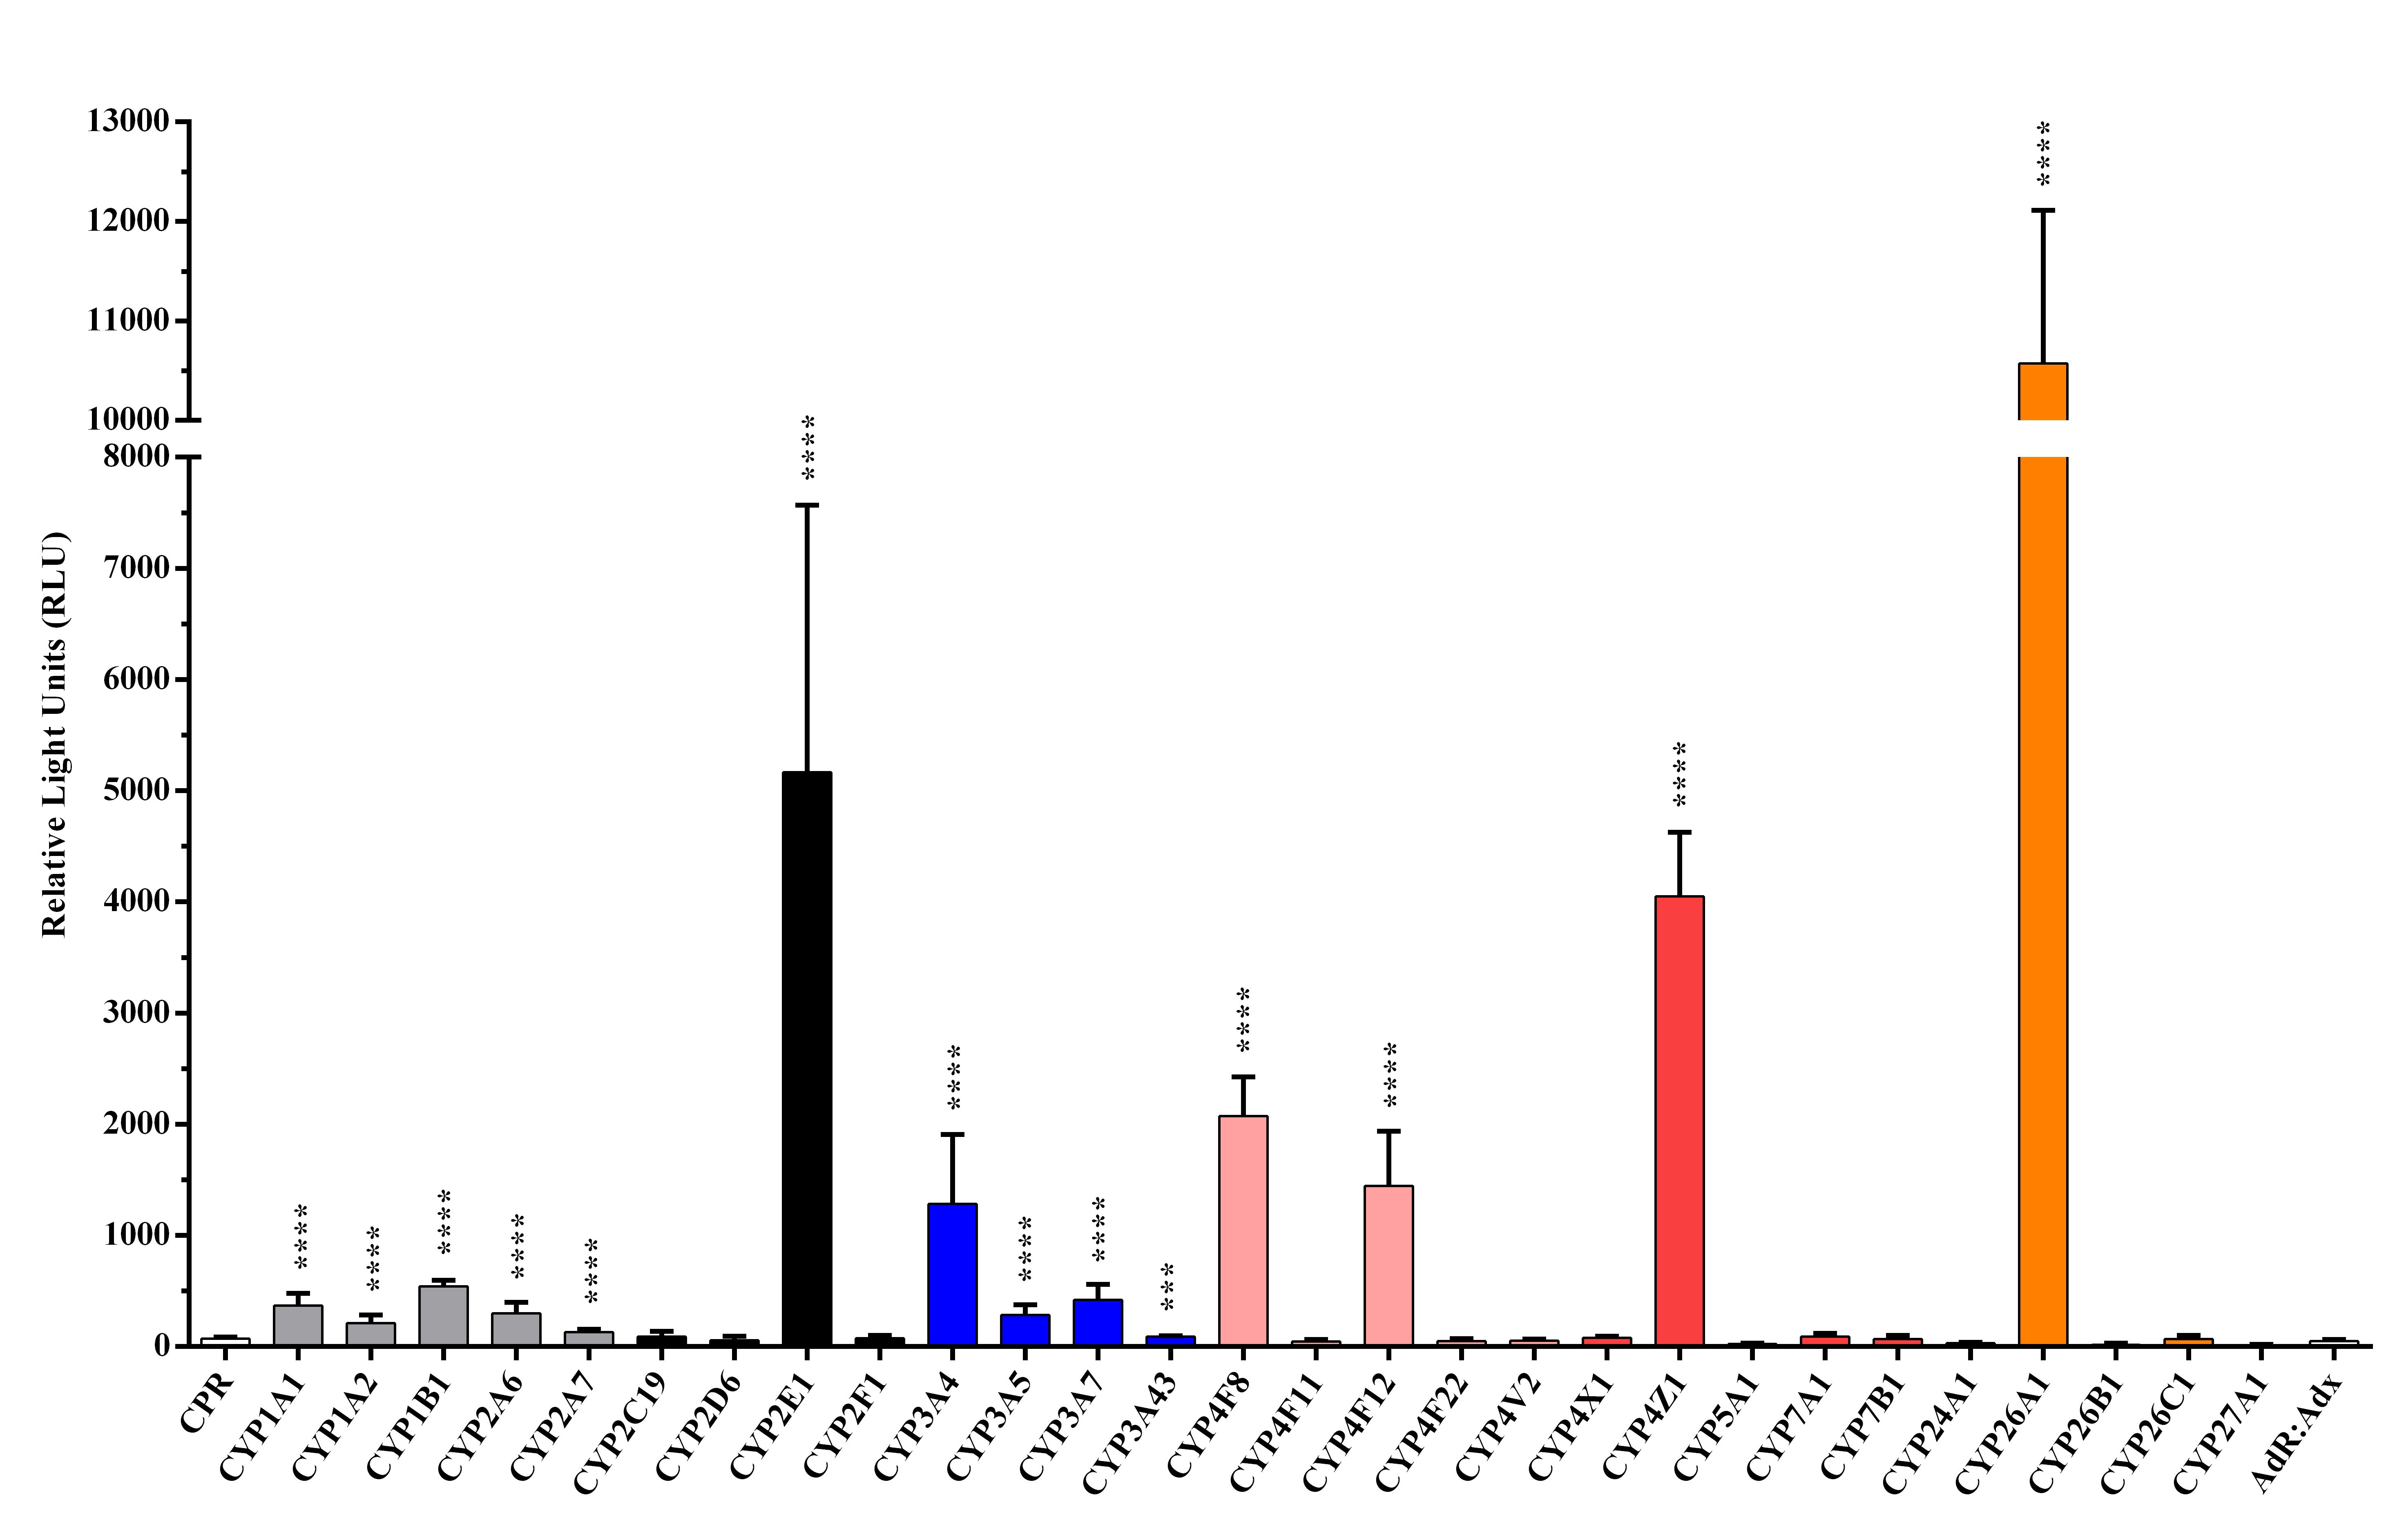 Relative Light Units (RLU)
13000
12000
11000
10000
8000
7000
6000
5000
4000
3000
2000
1000
0
****
****
****
****
****
****
****
****
****
***
****
****
****
****
CPR
CYP1A1
CYP1A2
CYP1B1
CYP2A6
CYP2A7
CYP2C19
CYP2D6
CYP2E1
CYP2F1
CYP3A4
CYP3A5
CYP3A7
CYP3A43
CYP4F8
CYP4F11
CYP4F12
CYP4F22
CYP4V2
CYP4X1
CYP4Z1
CYP5A1
CYP7A1
CYP7B1
CYP24A1
CYP26A1
CYP26B1
CYP26C1
CYP27A1
AdR:Adx